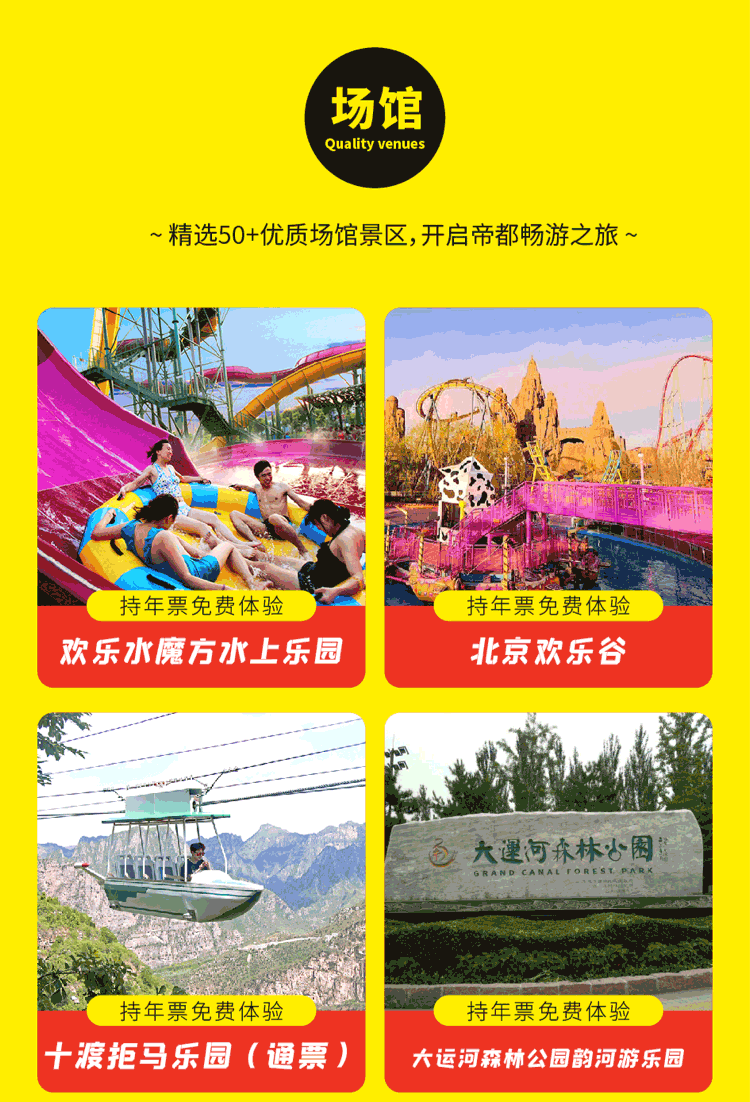 场馆
Quality venues
~ 精选50+优质场馆景区,开启帝都畅游之旅 ~
持年票免费体验
欢乐水魔方水上乐园
持年票免费体验
北京欢乐谷
持年票免费体验
十渡拒马乐园（通票）
大運河森林公园
GRAND CANAL FOREST PARK
持年票免费体验
大运河森林公园韵河游乐园